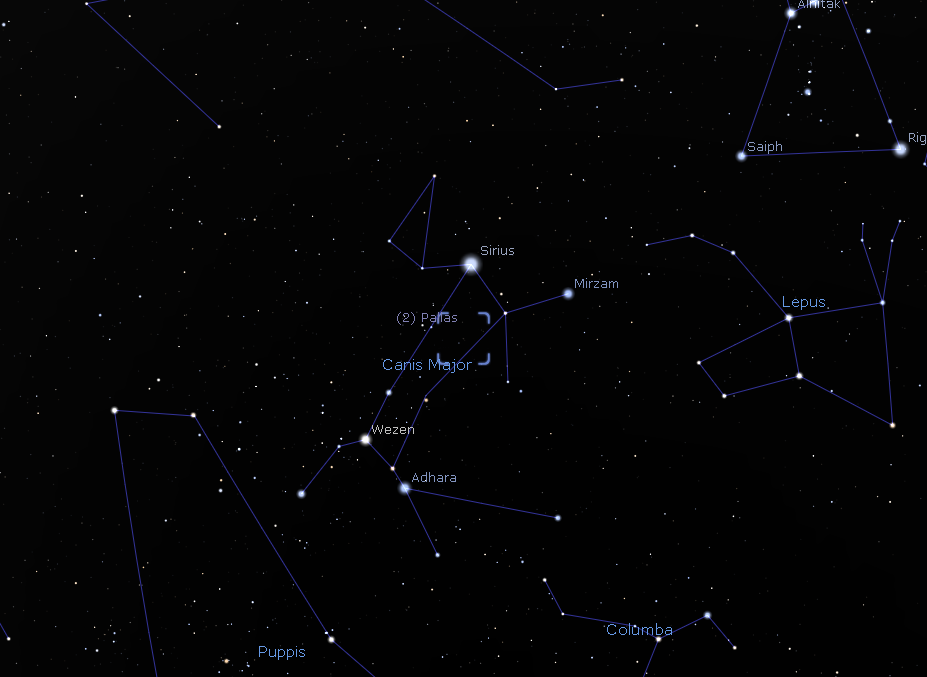 Alnitak
Rig
Saiph
Sirius
Mirzam
Lepus
(2) Pallas
Canis Major
Wezen
Adhara
Columba
Puppis